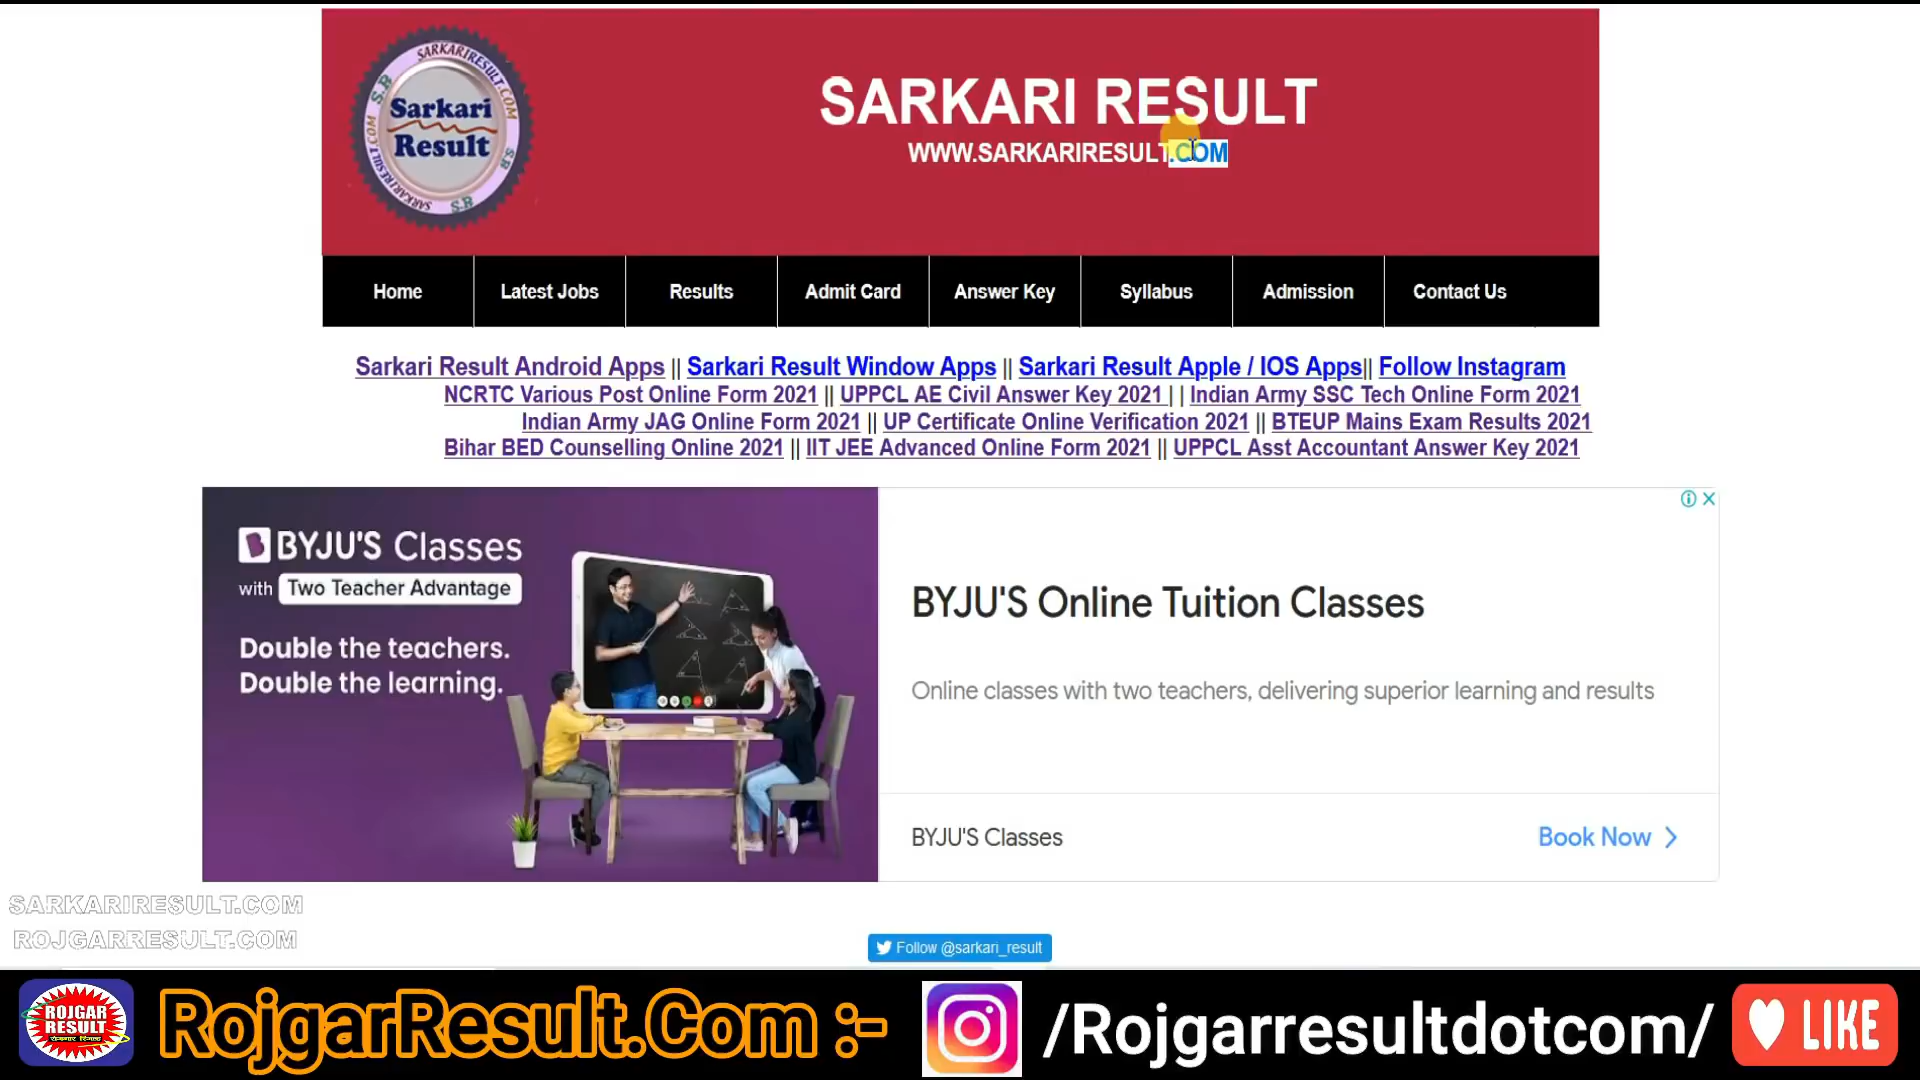 SARKARIRESULT.COM
S.R
Sarkari
Result
SARKARIRESULT.COM
S.R
S.R
SARKARI RESULT
WWW.SARKARIRESULT.COM
Home Latest Jobs Results Admit Card Answer Key Syllabus Admission Contact Us
Sarkari Result Android Apps || Sarkari Result Window Apps || Sarkari Result Apple / IOS Apps|| Follow Instagram
NCRTC Various Post Online Form 2021 || UPPCL AE Civil Answer Key 2021 | | Indian Army SSC Tech Online Form 2021
Indian Army JAG Online Form 2021 || UP Certificate Online Verification 2021 || BTEUP Mains Exam Results 2021
Bihar BED Counselling Online 2021 || IIT JEE Advanced Online Form 2021 || UPPCL Asst Accountant Answer Key 2021
BYJU'S Classes
with Two Teacher Advantage
Double the teachers.
Double the learning.
BYJU'S Online Tuition Classes
Online classes with two teachers, delivering superior learning and results
BYJU'S Classes
Book Now
SARKARIRESULT.COM
ROJGARRESULT.COM
Follow @sarkari_result
ROJGAR
RESULT
रोजगार रिजल्ट
RojgarResult.Com :-
/Rojgarresultdotcom/
LIKE